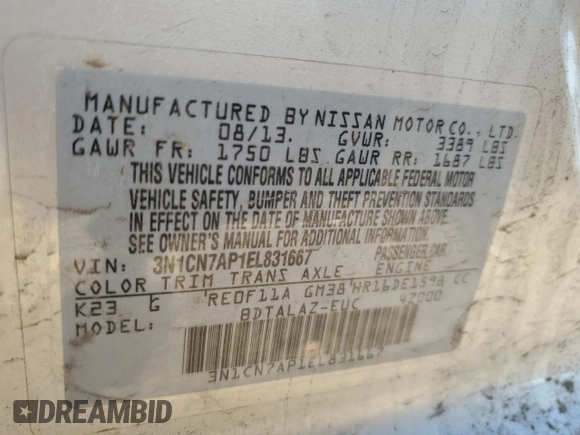 MANUFACTURED BY NISSAN MOTOR CO., LTD.
DATE: 08/13. GVWR: 3389 LBS
GAWR FR: 1750 LBS GAWR RR: 1687 LBS
THIS VEHICLE CONFORMS TO ALL APPLICABLE FEDERAL MOTOR
VEHICLE SAFETY, BUMPER AND THEFT PREVENTION STANDARDS
IN EFFECT ON THE DATE OF MANUFACTURE SHOWN ABOVE.
SEE OWNER'S MANUAL FOR ADDITIONAL INFORMATION
VIN: 3N1CN7AP1EL831667 PASSENGER CAR
COLOR TRIM TRANS AXLE ENGINE
K23 G RE0F11A GM38 HR16DE1598 CC
MODEL: BDTALAZ-EUC 42000
3N1CN7AP1EL831667
DREAMBID